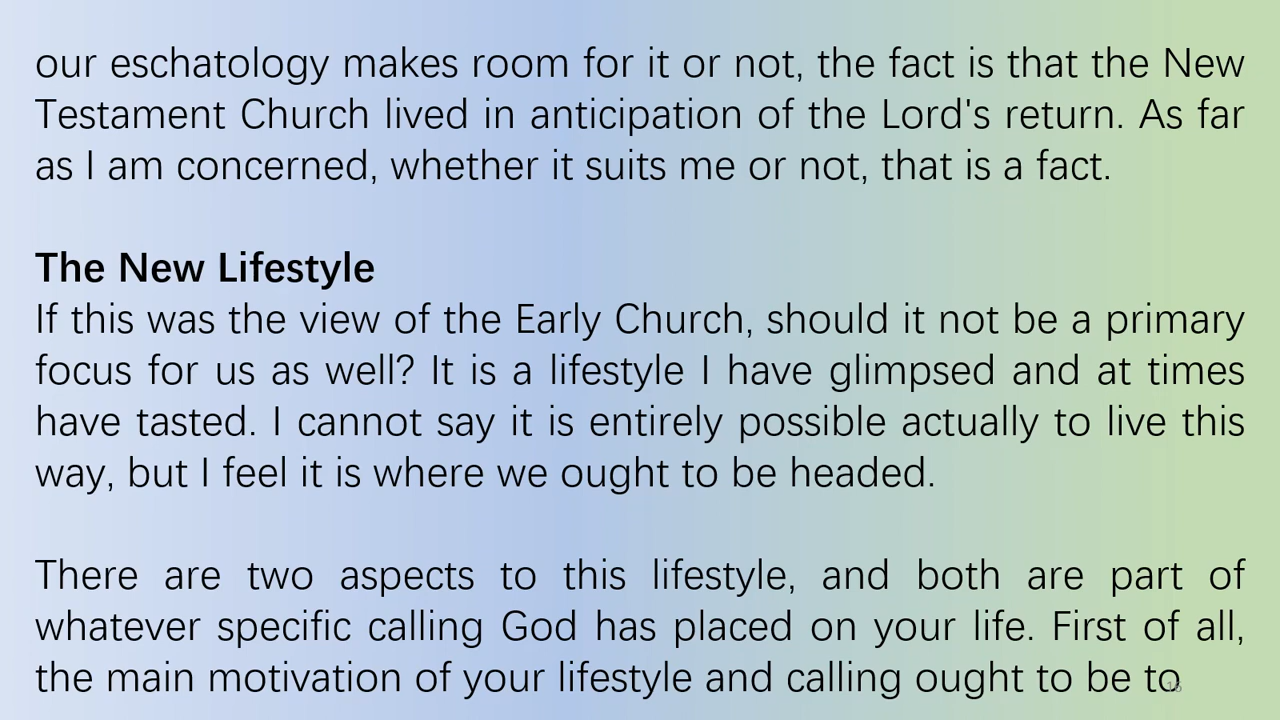 our eschatology makes room for it or not, the fact is that the New
Testament Church lived in anticipation of the Lord's return. As far
as I am concerned, whether it suits me or not, that is a fact.
The New Lifestyle
If this was the view of the Early Church, should it not be a primary
focus for us as well? It is a lifestyle I have glimpsed and at times
have tasted. I cannot say it is entirely possible actually to live this
way, but I feel it is where we ought to be headed.
There are two aspects to this lifestyle, and both are part of
whatever specific calling God has placed on your life. First of all,
the main motivation of your lifestyle and calling ought to be to